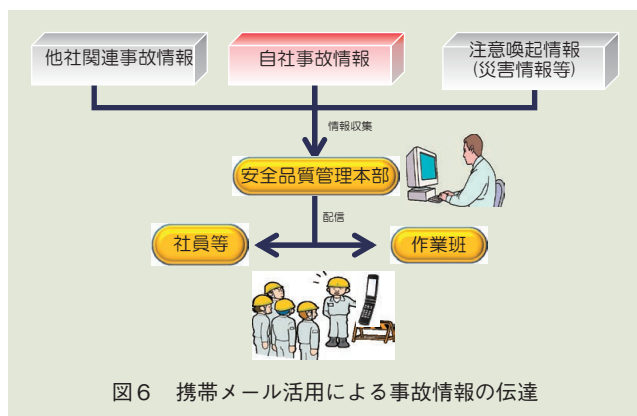 他社関連事故情報
自社事故情報
注意喚起情報
(災害情報等)
情報収集
安全品質管理本部
配信
社員等
作業班
図6 携帯メール活用による事故情報の伝達